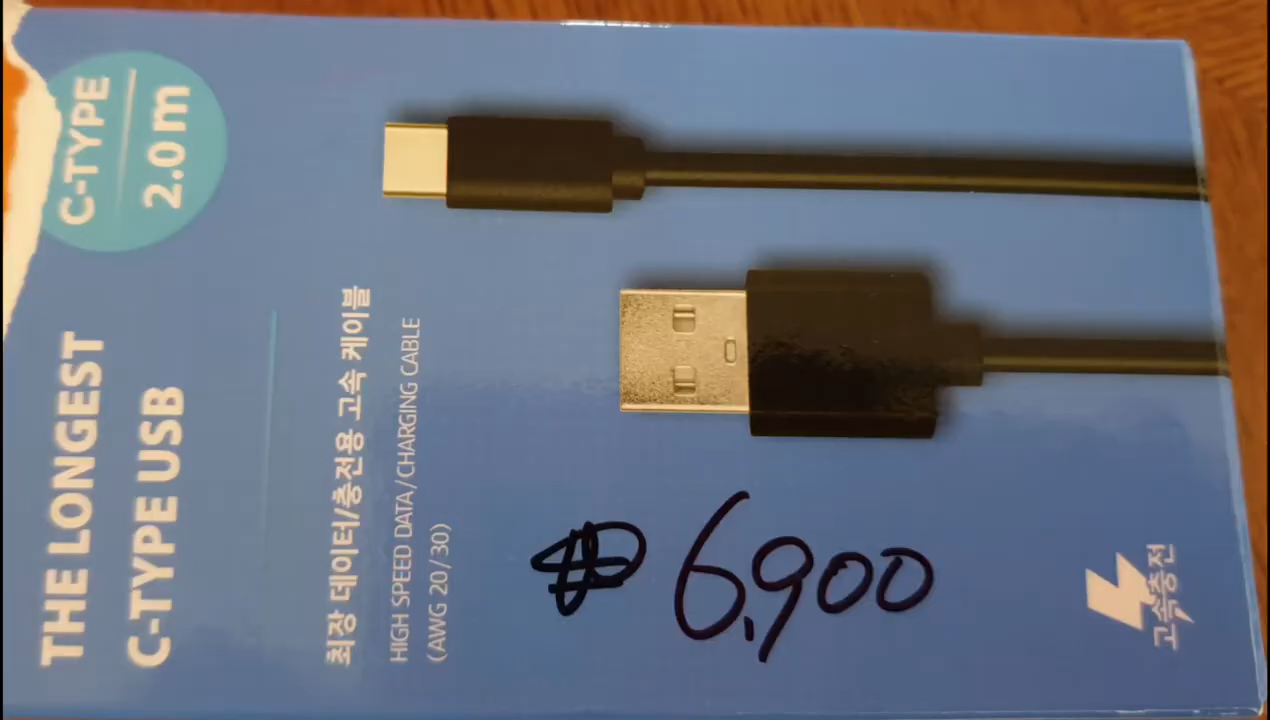 C-TYPE
2.0m
THE LONGEST
C-TYPE USB
최장 데이터/충전용 고속 케이블
HIGH SPEED DATA/CHARGING CABLE
(AWG 20/30)
고속충전
6,900